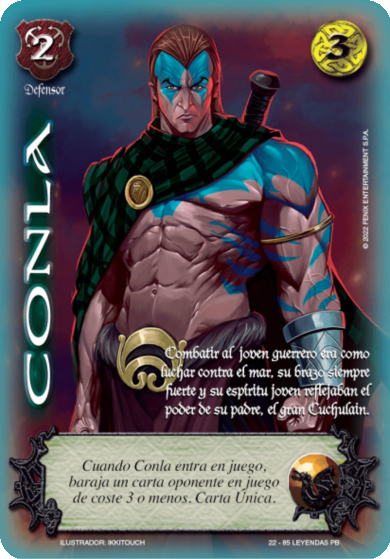 2
3
Defensor
CONLA
© 2022 FENIX ENTERTAINMENT S.P.A.
Combatir al joven guerrero era como
luchar contra el mar, su brazo siempre
fuerte y su espíritu joven reflejaban el
poder de su padre, el gran Cuchulain.
Cuando Conla entra en juego,
baraja un carta oponente en juego
de coste 3 o menos. Carta Única.
ILUSTRADOR: IKKITOUCH
22 - 85 LEYENDAS PB